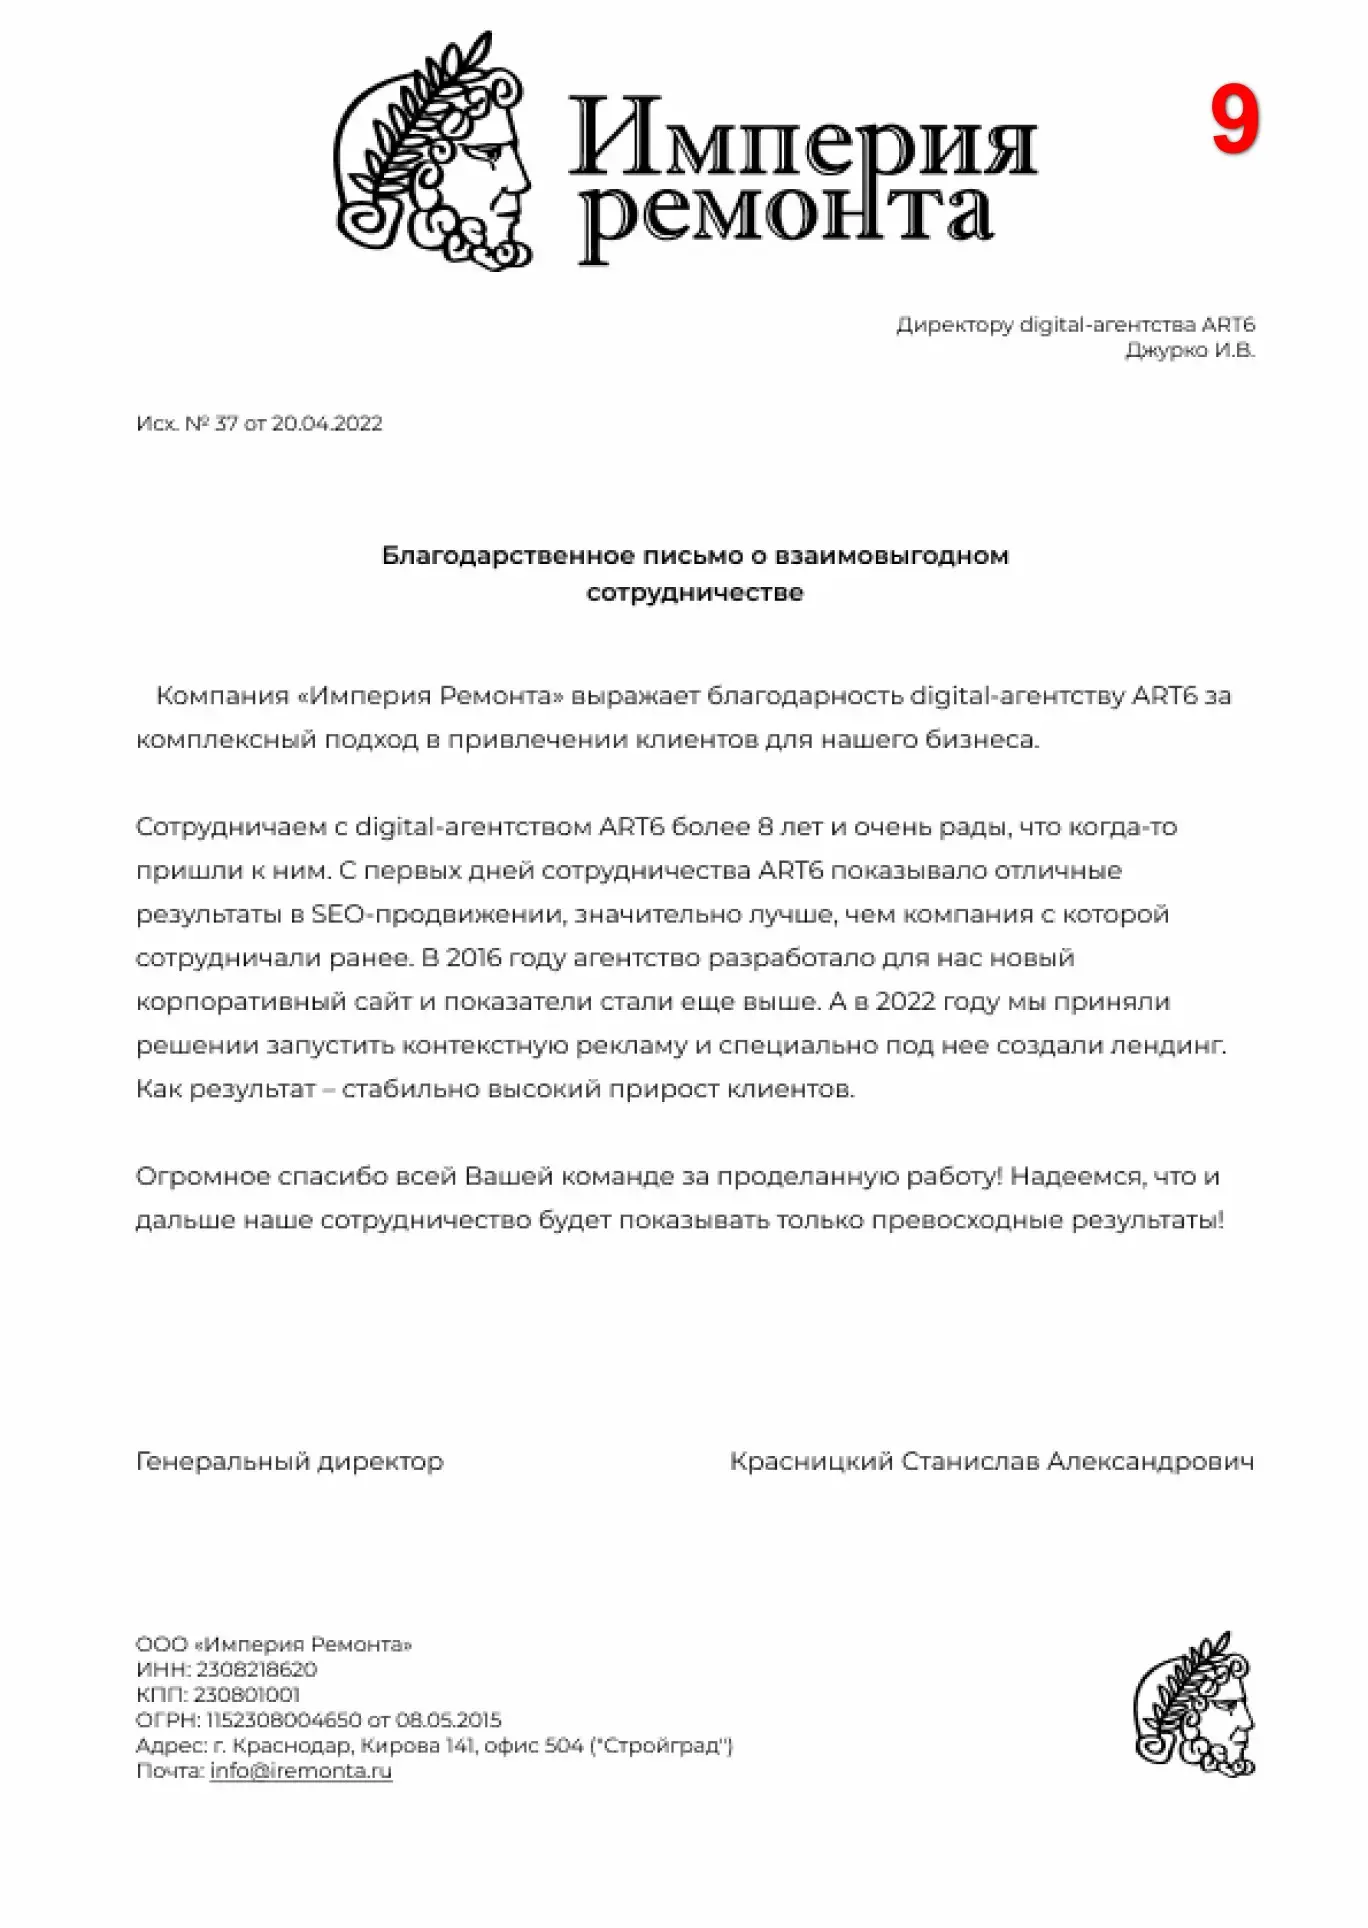 Империя
ремонта
9
Директору digital-агентства ART6
Джурко И.В.
Исх. № 37 от 20.04.2022
Благодарственное письмо о взаимовыгодном
сотрудничестве
Компания «Империя Ремонта» выражает благодарность digital-агентству ART6 за
комплексный подход в привлечении клиентов для нашего бизнеса.
Сотрудничаем с digital-агентством ART6 более 8 лет и очень рады, что когда-то
пришли к ним. С первых дней сотрудничества ART6 показывало отличные
результаты в SEO-продвижении, значительно лучше, чем компания с которой
сотрудничали ранее. В 2016 году агентство разработало для нас новый
корпоративный сайт и показатели стали еще выше. А в 2022 году мы приняли
решении запустить контекстную рекламу и специально под нее создали лендинг.
Как результат – стабильно высокий прирост клиентов.
Огромное спасибо всей Вашей команде за проделанную работу! Надеемся, что и
дальше наше сотрудничество будет показывать только превосходные результаты!
Генеральный директор
Красницкий Станислав Александрович
ООО «Империя Ремонта»
ИНН: 2308218620
КПП: 230801001
ОГРН: 1152308004650 от 08.05.2015
Адрес: г. Краснодар, Кирова 141, офис 504 ("Стройград")
Почта: info@iremonta.ru